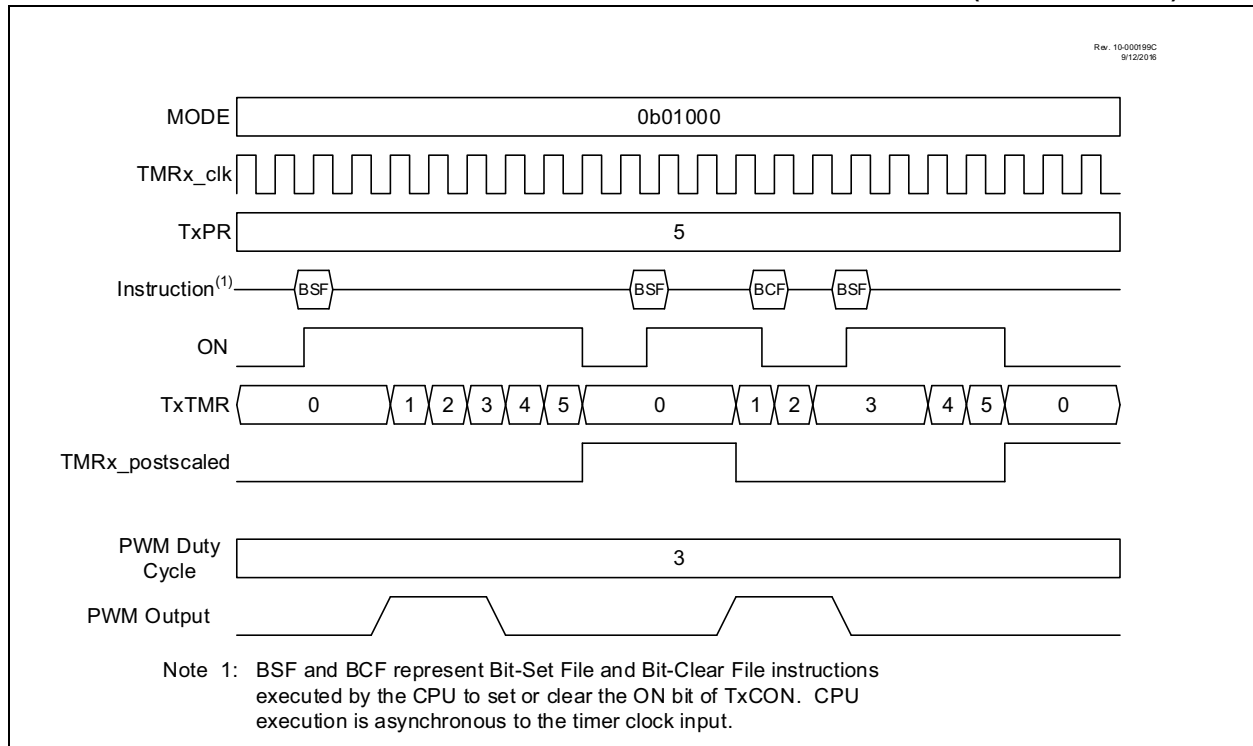 Rev. 10-000199C
9/12/2016
MODE 0b01000
TMRx_clk
TxPR 5
Instruction(1) BSF BSF BCF BSF
ON
TxTMR 0 1 2 3 4 5 0 1 2 3 4 5 0
TMRx_postscaled
PWM Duty
Cycle 3
PWM Output
Note 1: BSF and BCF represent Bit-Set File and Bit-Clear File instructions
executed by the CPU to set or clear the ON bit of TxCON. CPU
execution is asynchronous to the timer clock input.